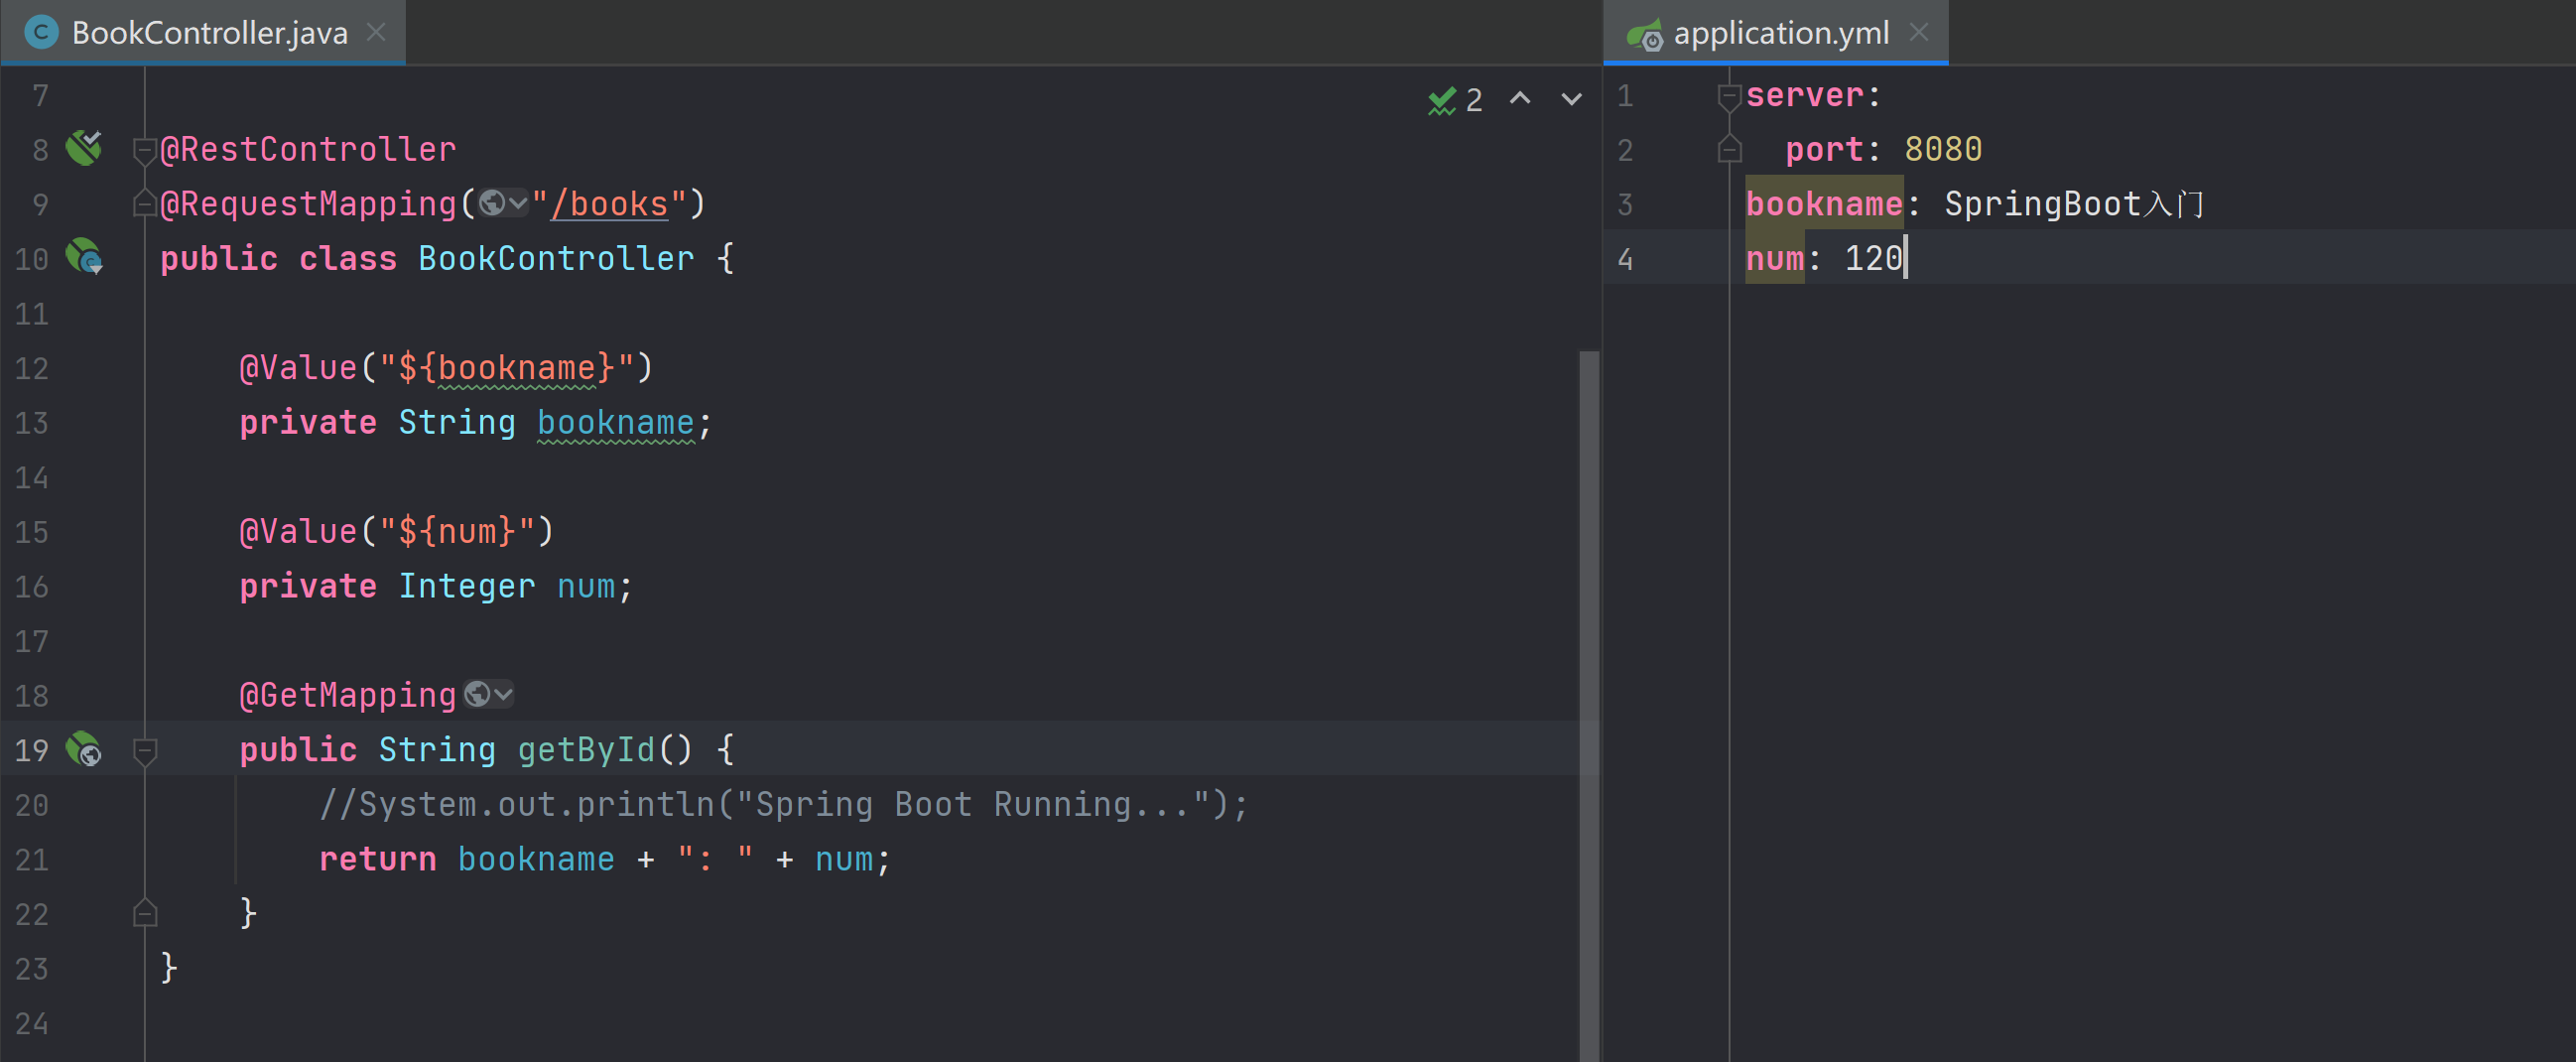 BookController.java
2
7
8 @RestController
9 @RequestMapping("/books")
10 public class BookController {
11
12 @Value("${bookname}")
13 private String bookname;
14
15 @Value("${num}")
16 private Integer num;
17
18 @GetMapping
19 public String getById() {
20 //System.out.println("Spring Boot Running...");
21 return bookname + ": " + num;
22 }
23 }
24
application.yml
1 server:
2 port: 8080
3 bookname: SpringBoot入门
4 num: 120